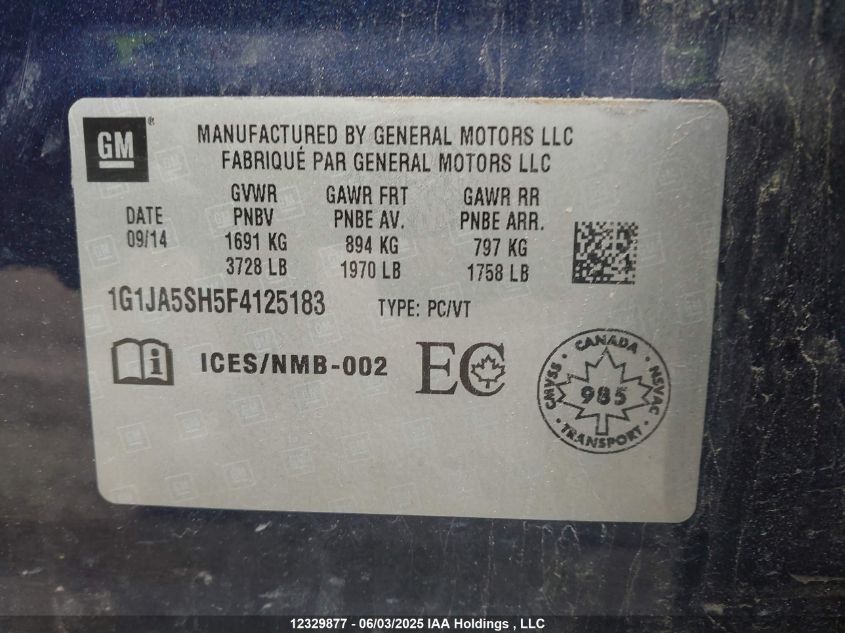 GM ®
MANUFACTURED BY GENERAL MOTORS LLC
FABRIQUÉ PAR GENERAL MOTORS LLC
DATE
09/14
GVWR
PNBV
1691 KG
3728 LB
GAWR FRT
PNBE AV.
894 KG
1970 LB
GAWR RR
PNBE ARR.
797 KG
1758 LB
1G1JA5SH5F4125183 TYPE: PC/VT
i ICES/NMB-002 EC
CANADA
CMVSS 985 NSVAC
TRANSPORT
12329877 - 06/03/2025 IAA Holdings , LLC